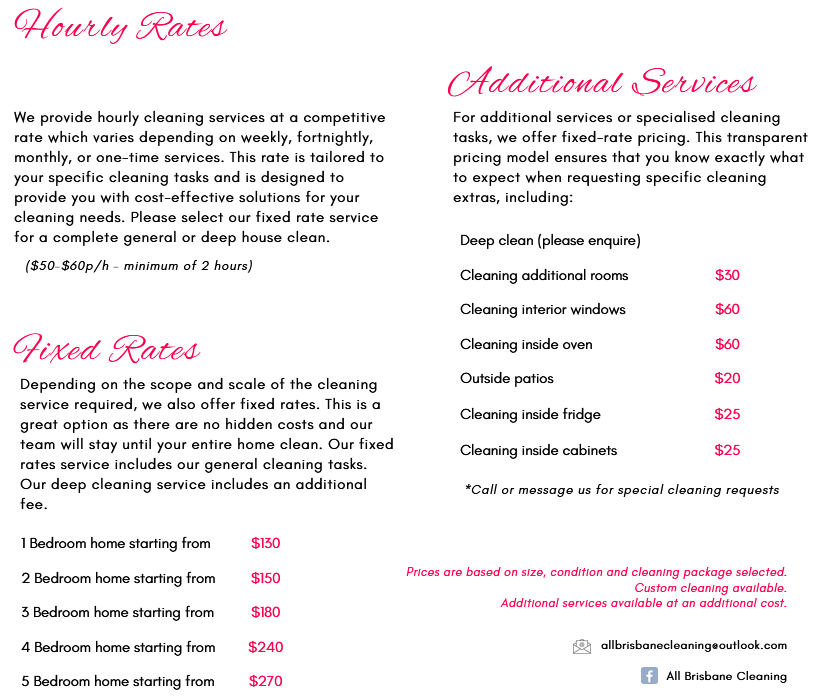 Hourly Rates
We provide hourly cleaning services at a competitive
rate which varies depending on weekly, fortnightly,
monthly, or one-time services. This rate is tailored to
your specific cleaning tasks and is designed to
provide you with cost-effective solutions for your
cleaning needs. Please select our fixed rate service
for a complete general or deep house clean.
($50-$60p/h - minimum of 2 hours)
Fixed Rates
Depending on the scope and scale of the cleaning
service required, we also offer fixed rates. This is a
great option as there are no hidden costs and our
team will stay until your entire home clean. Our fixed
rates service includes our general cleaning tasks.
Our deep cleaning service includes an additional
fee.
1 Bedroom home starting from $130
2 Bedroom home starting from $150
3 Bedroom home starting from $180
4 Bedroom home starting from $240
5 Bedroom home starting from $270
Additional Services
For additional services or specialised cleaning
tasks, we offer fixed-rate pricing. This transparent
pricing model ensures that you know exactly what
to expect when requesting specific cleaning
extras, including:
Deep clean (please enquire)
Cleaning additional rooms $30
Cleaning interior windows $60
Cleaning inside oven $60
Outside patios $20
Cleaning inside fridge $25
Cleaning inside cabinets $25
*Call or message us for special cleaning requests
Prices are based on size, condition and cleaning package selected.
Custom cleaning available.
Additional services available at an additional cost.
allbrisbanecleaning@outlook.com
All Brisbane Cleaning